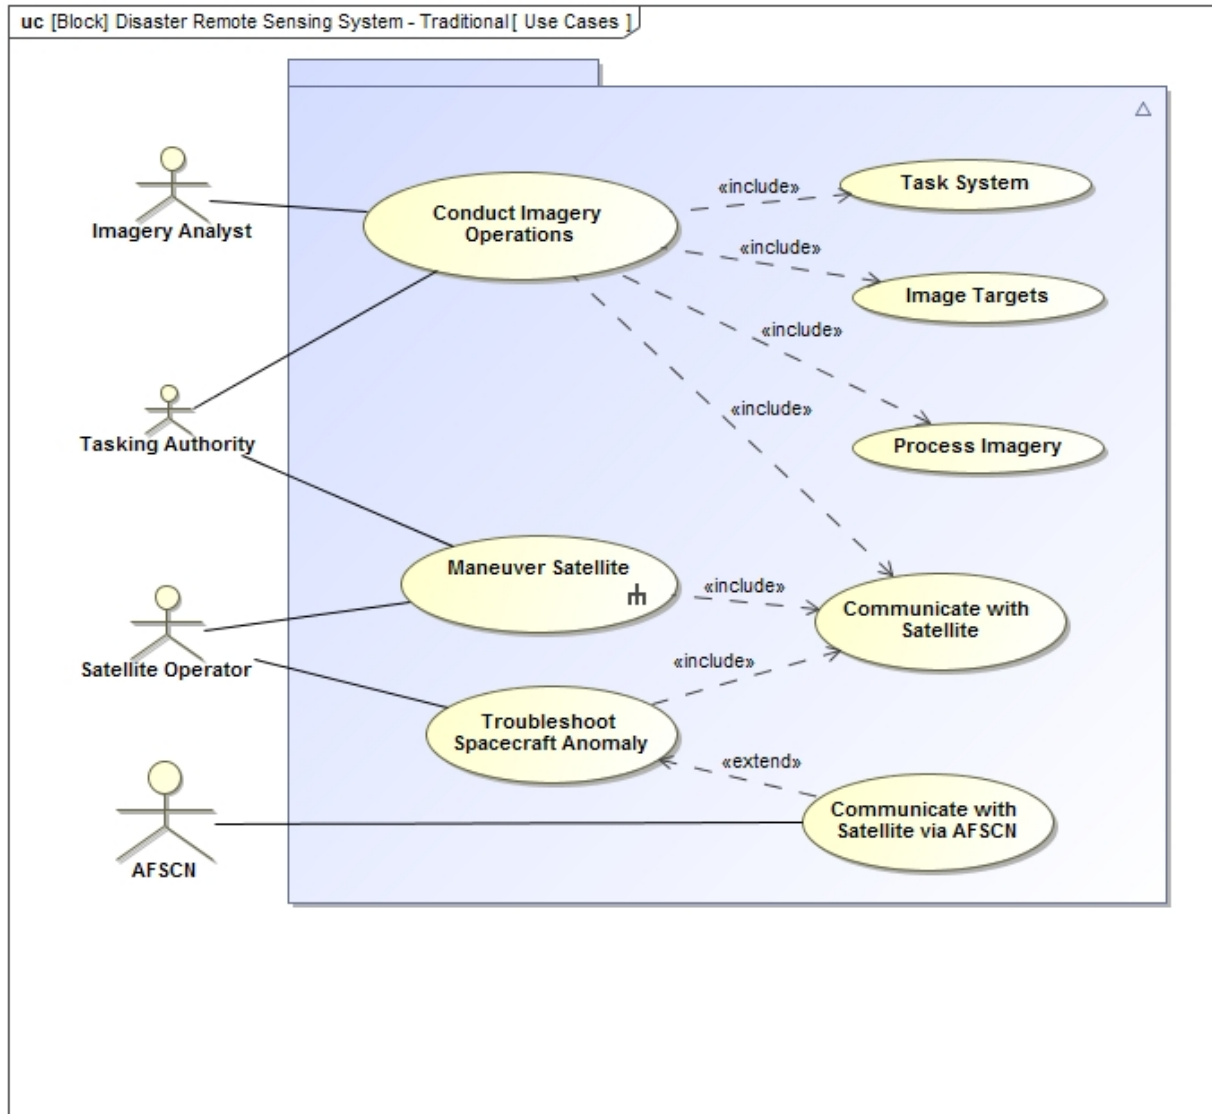 uc [Block] Disaster Remote Sensing System - Traditional [ Use Cases ]
Imagery Analyst
Conduct Imagery
Operations
«include»
Task System
«include»
Image Targets
«include»
Process Imagery
«include»
Tasking Authority
Maneuver Satellite
«include»
Communicate with
Satellite
Satellite Operator
«include»
Troubleshoot
Spacecraft Anomaly
«extend»
Communicate with
Satellite via AFSCN
AFSCN